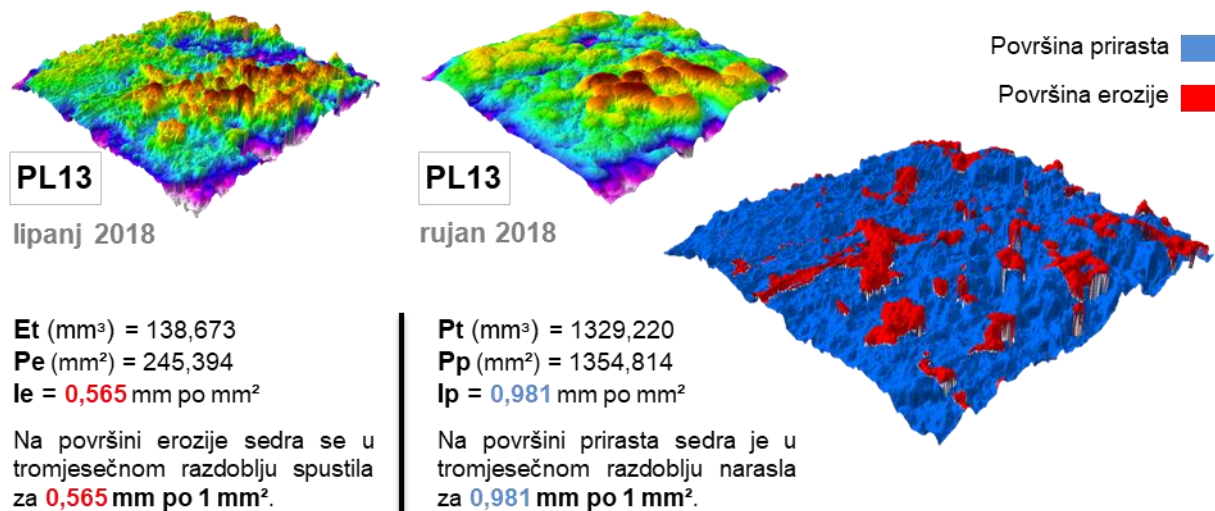 Površina prirasta
Površina erozije
PL13
lipanj 2018
PL13
rujan 2018
Et (mm³) = 138,673
Pe (mm²) = 245,394
Ie = 0,565 mm po mm²
Na površini erozije sedra se u
tromjesečnom razdoblju spustila
za 0,565 mm po 1 mm².
Pt (mm³) = 1329,220
Pp (mm²) = 1354,814
Ip = 0,981 mm po mm²
Na površini prirasta sedra je u
tromjesečnom razdoblju narasla
za 0,981 mm po 1 mm².